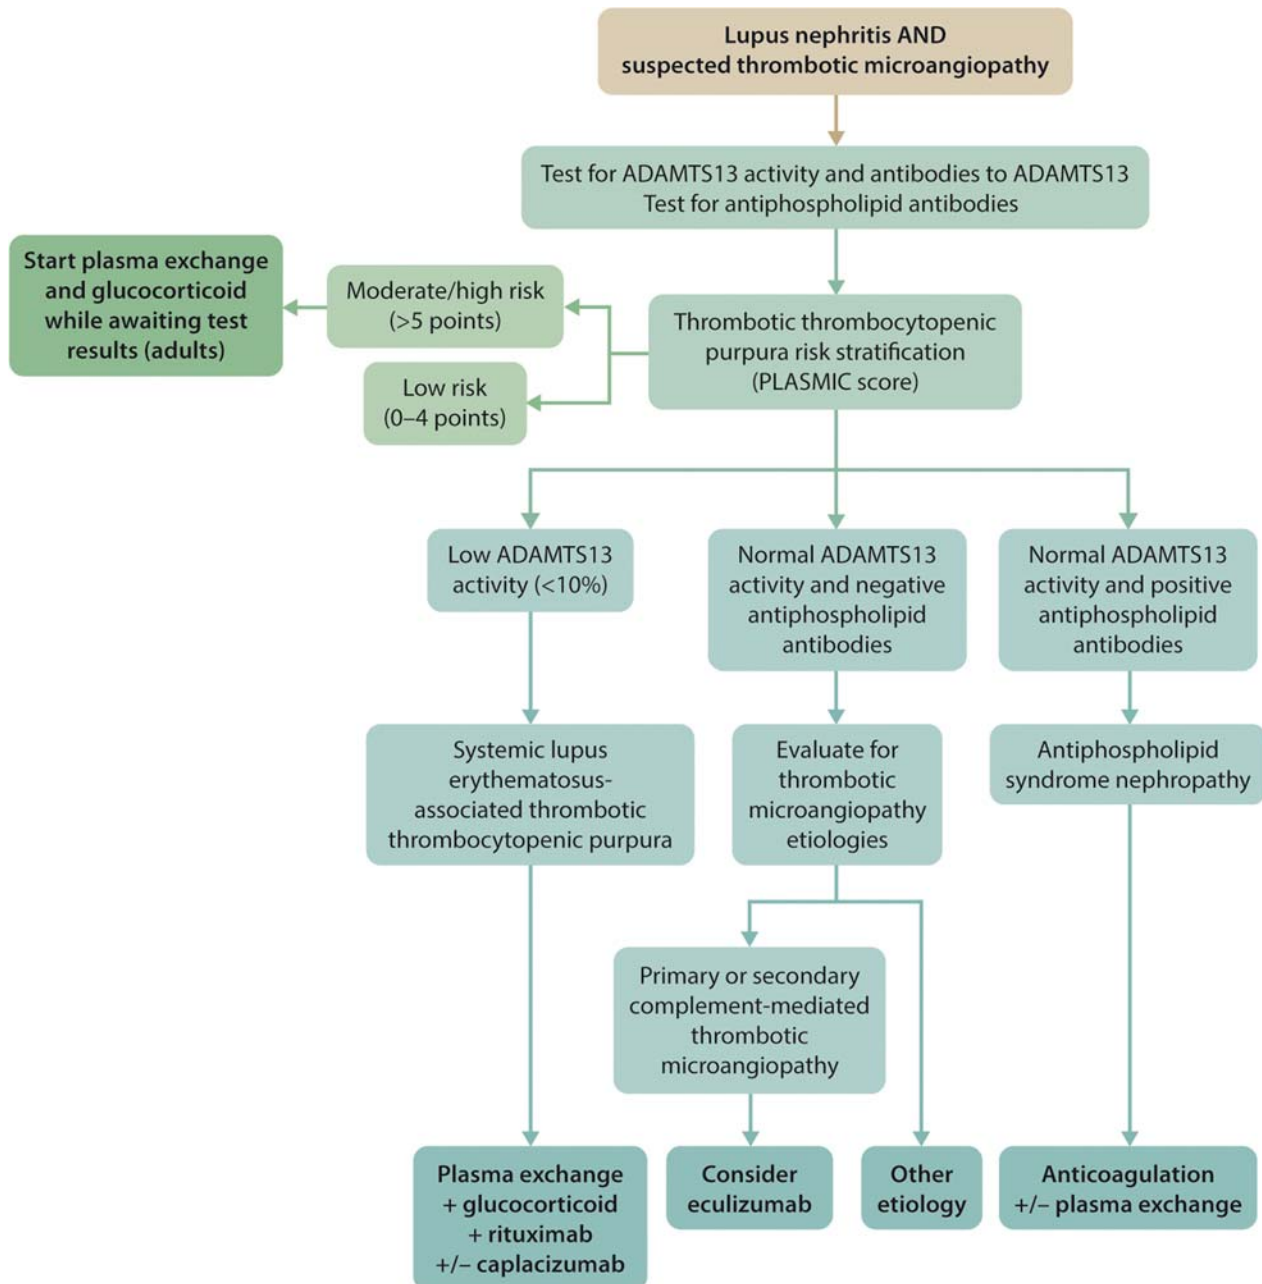 Lupus nephritis AND
suspected thrombotic microangiopathy
Test for ADAMTS13 activity and antibodies to ADAMTS13
Test for antiphospholipid antibodies
Start plasma exchange
and glucocorticoid
while awaiting test
results (adults)
Moderate/high risk
(>5 points)
Low risk
(0–4 points)
Thrombotic thrombocytopenic
purpura risk stratification
(PLASMIC score)
Low ADAMTS13
activity (<10%)
Normal ADAMTS13
activity and negative
antiphospholipid
antibodies
Normal ADAMTS13
activity and positive
antiphospholipid
antibodies
Systemic lupus
erythematosus-
associated thrombotic
thrombocytopenic purpura
Evaluate for
thrombotic
microangiopathy
etiologies
Antiphospholipid
syndrome nephropathy
Primary or secondary
complement-mediated
thrombotic
microangiopathy
Plasma exchange
+ glucocorticoid
+ rituximab
+/– caplacizumab
Consider
eculizumab
Other
etiology
Anticoagulation
+/– plasma exchange